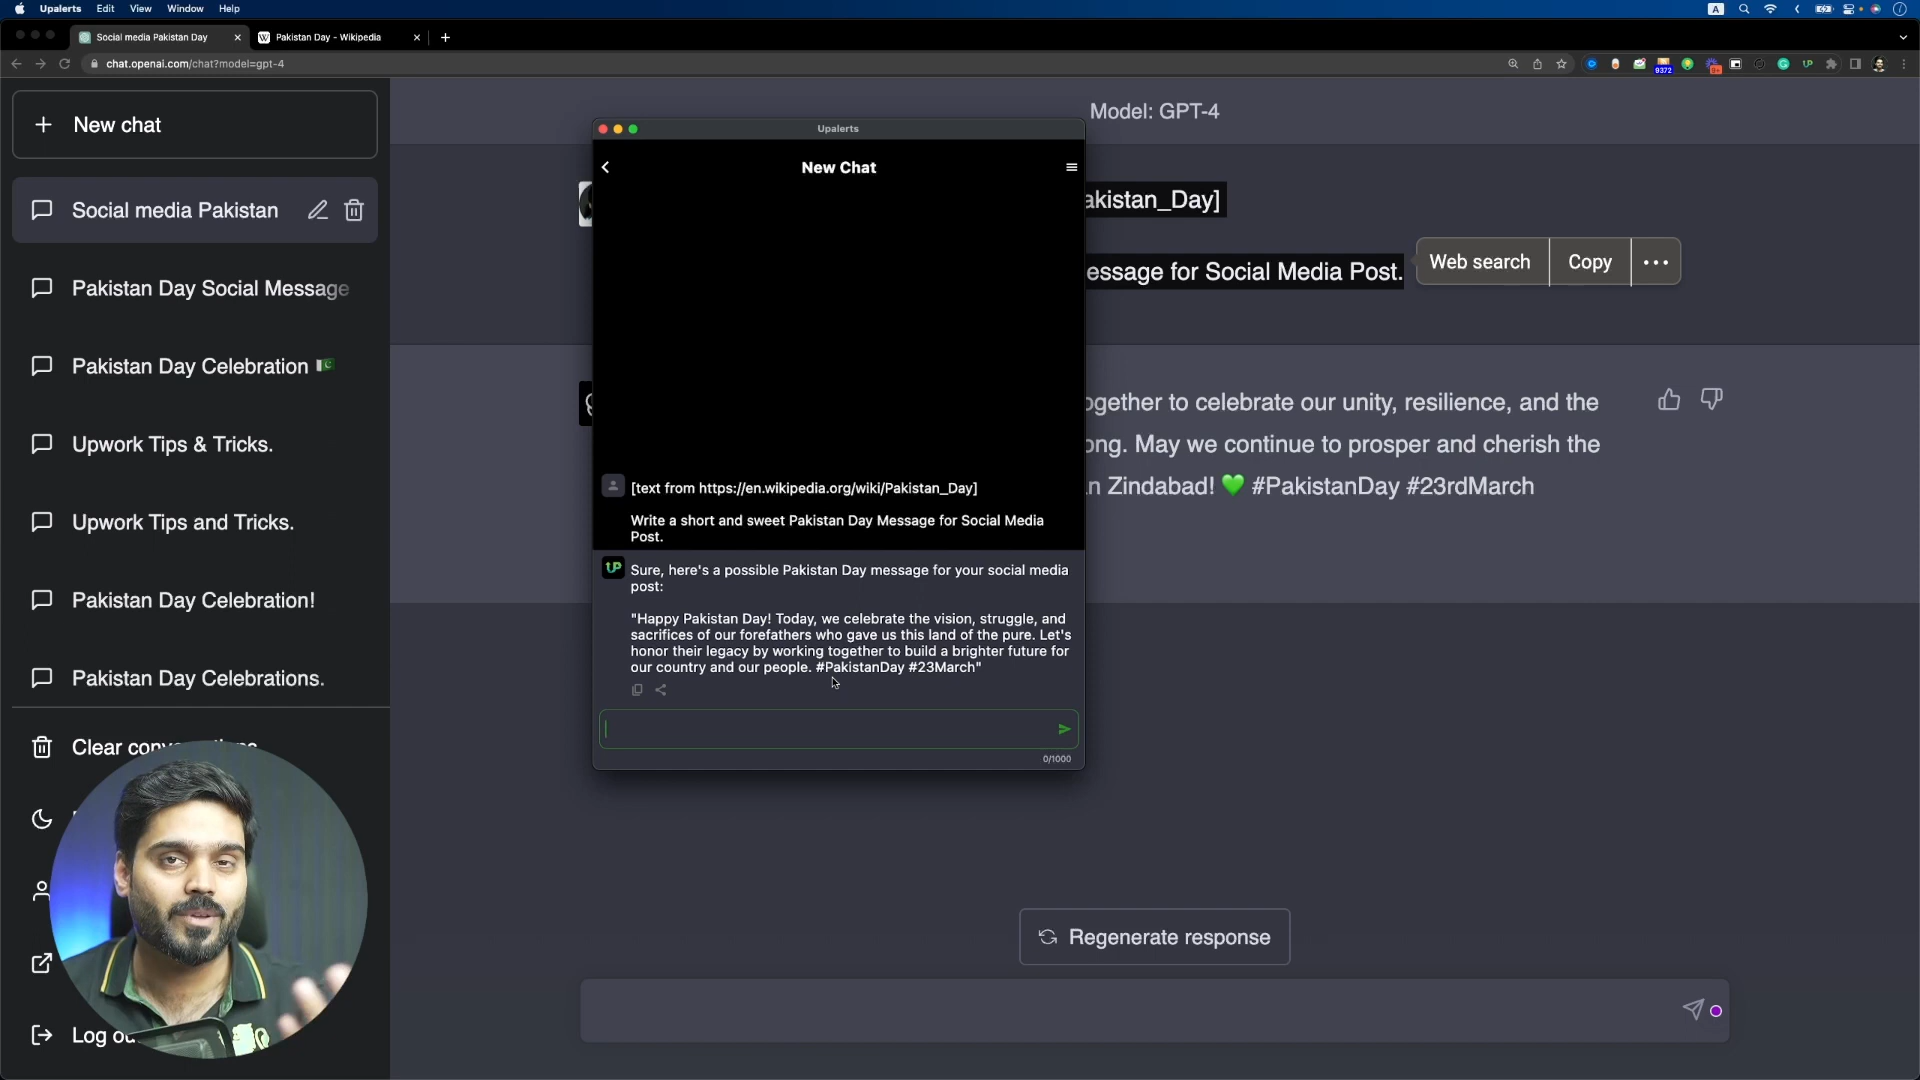 Upalerts Edit View Window Help
A
Social media Pakistan Day
W Pakistan Day - Wikipedia
chat.openai.com/chat?model=gpt-4
9372
New chat
Social media Pakistan
Pakistan Day Social Message
Pakistan Day Celebration
Upwork Tips & Tricks.
Upwork Tips and Tricks.
Pakistan Day Celebration!
Pakistan Day Celebrations.
Clear
Log
Model: GPT-4
akistan_Day]
essage for Social Media Post.
Web search
Copy
ogether to celebrate our unity, resilience, and the
ong. May we continue to prosper and cherish the
n Zindabad! 💚 #PakistanDay #23rdMarch
Upalerts
New Chat
[text from https://en.wikipedia.org/wiki/Pakistan_Day]
Write a short and sweet Pakistan Day Message for Social Media
Post.
UP
Sure, here's a possible Pakistan Day message for your social media
post:
"Happy Pakistan Day! Today, we celebrate the vision, struggle, and
sacrifices of our forefathers who gave us this land of the pure. Let's
honor their legacy by working together to build a brighter future for
our country and our people. #PakistanDay #23March"
0/1000
Regenerate response